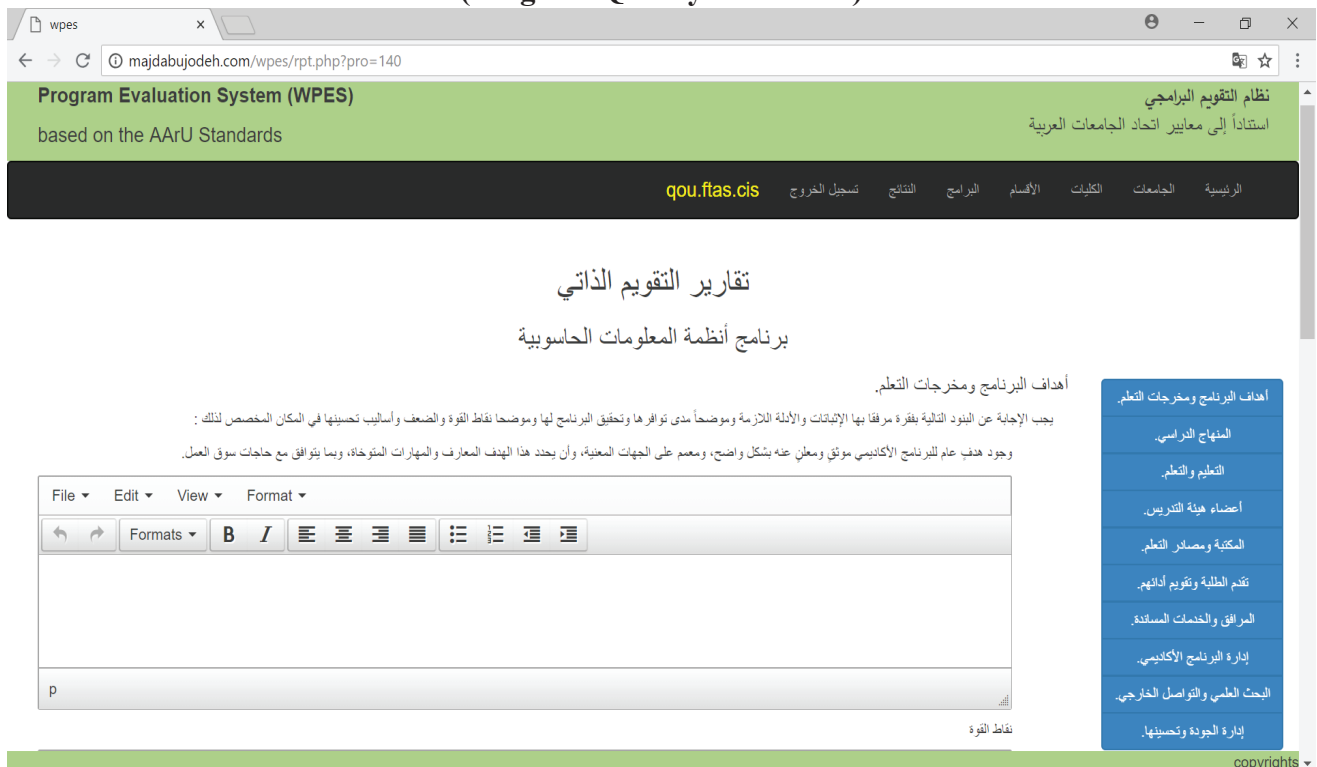 wpes
majdabujodeh.com/wpes/rpt.php?pro=140
Program Evaluation System (WPES)
based on the AArU Standards
نظام التقويم البرامجي
استناداً إلى معايير اتحاد الجامعات العربية
الرئيسية الجامعات الكليات الأقسام البرامج النتائج تسجيل الخروج qou.ftas.cis
تقارير التقويم الذاتي
برنامج أنظمة المعلومات الحاسوبية
أهداف البرنامج ومخرجات التعلم.
المنهاج الدراسي.
التعليم والتعلم.
أعضاء هيئة التدريس.
المكتبة ومصادر التعلم.
تقدم الطلبة وتقويم أدائهم.
المرافق والخدمات المساندة.
إدارة البرنامج الأكاديمي.
البحث العلمي والتواصل الخارجي.
إدارة الجودة وتحسينها.
أهداف البرنامج ومخرجات التعلم.
يجب الإجابة عن البنود التالية بفقرة مرفقا بها الإثباتات والأدلة اللازمة وموضحاً مدى توافرها وتحقيق البرنامج لها وموضحا نقاط القوة والضعف وأساليب تحسينها في المكان المخصص لذلك :
وجود هدفٍ عام للبرنامج الأكاديمي موثقٍ ومعلنٍ عنه بشكل واضح، ومعمم على الجهات المعنية، وأن يحدد هذا الهدف المعارف والمهارات المتوخاة، وبما يتوافق مع حاجات سوق العمل.
File Edit View Format
Formats B I
p
نقاط القوة
copyrights